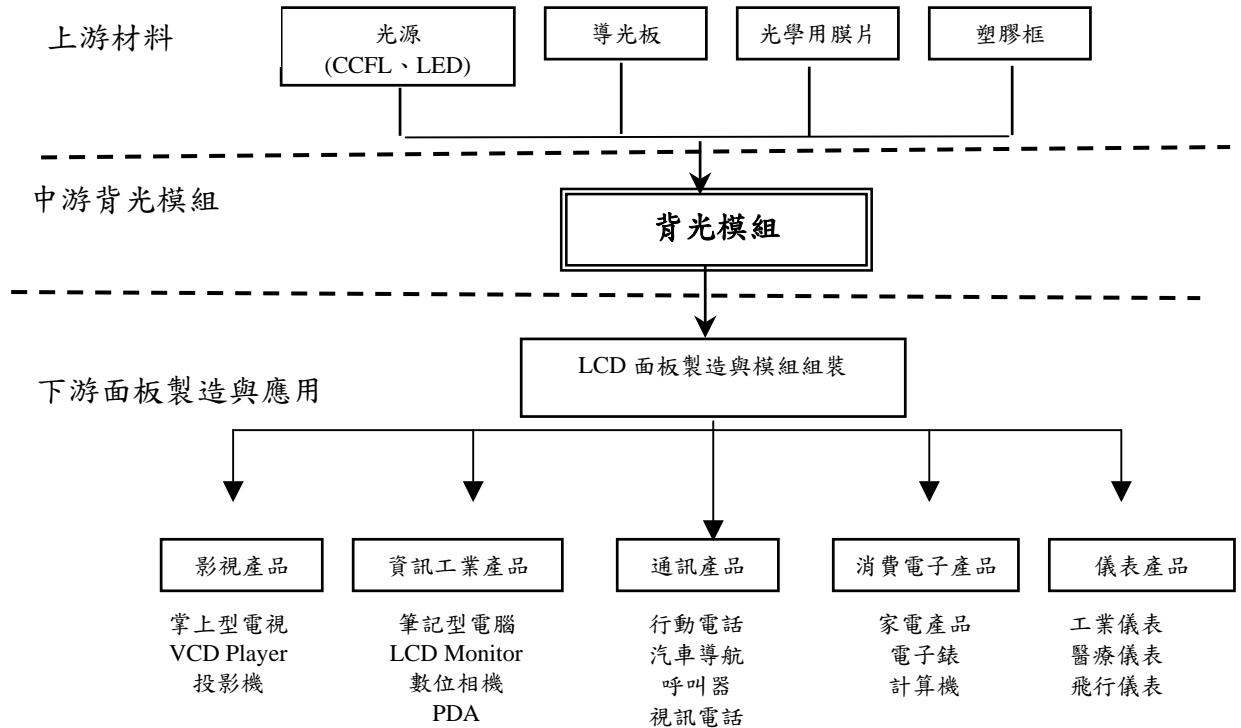 上游材料
光源
(CCFL、LED)
導光板
光學用膜片
塑膠框
中游背光模組
背光模組
LCD 面板製造與模組組裝
下游面板製造與應用
影視產品
資訊工業產品
通訊產品
消費電子產品
儀表產品
掌上型電視
VCD Player
投影機
筆記型電腦
LCD Monitor
數位相機
PDA
行動電話
汽車導航
呼叫器
視訊電話
家電產品
電子錶
計算機
工業儀表
醫療儀表
飛行儀表